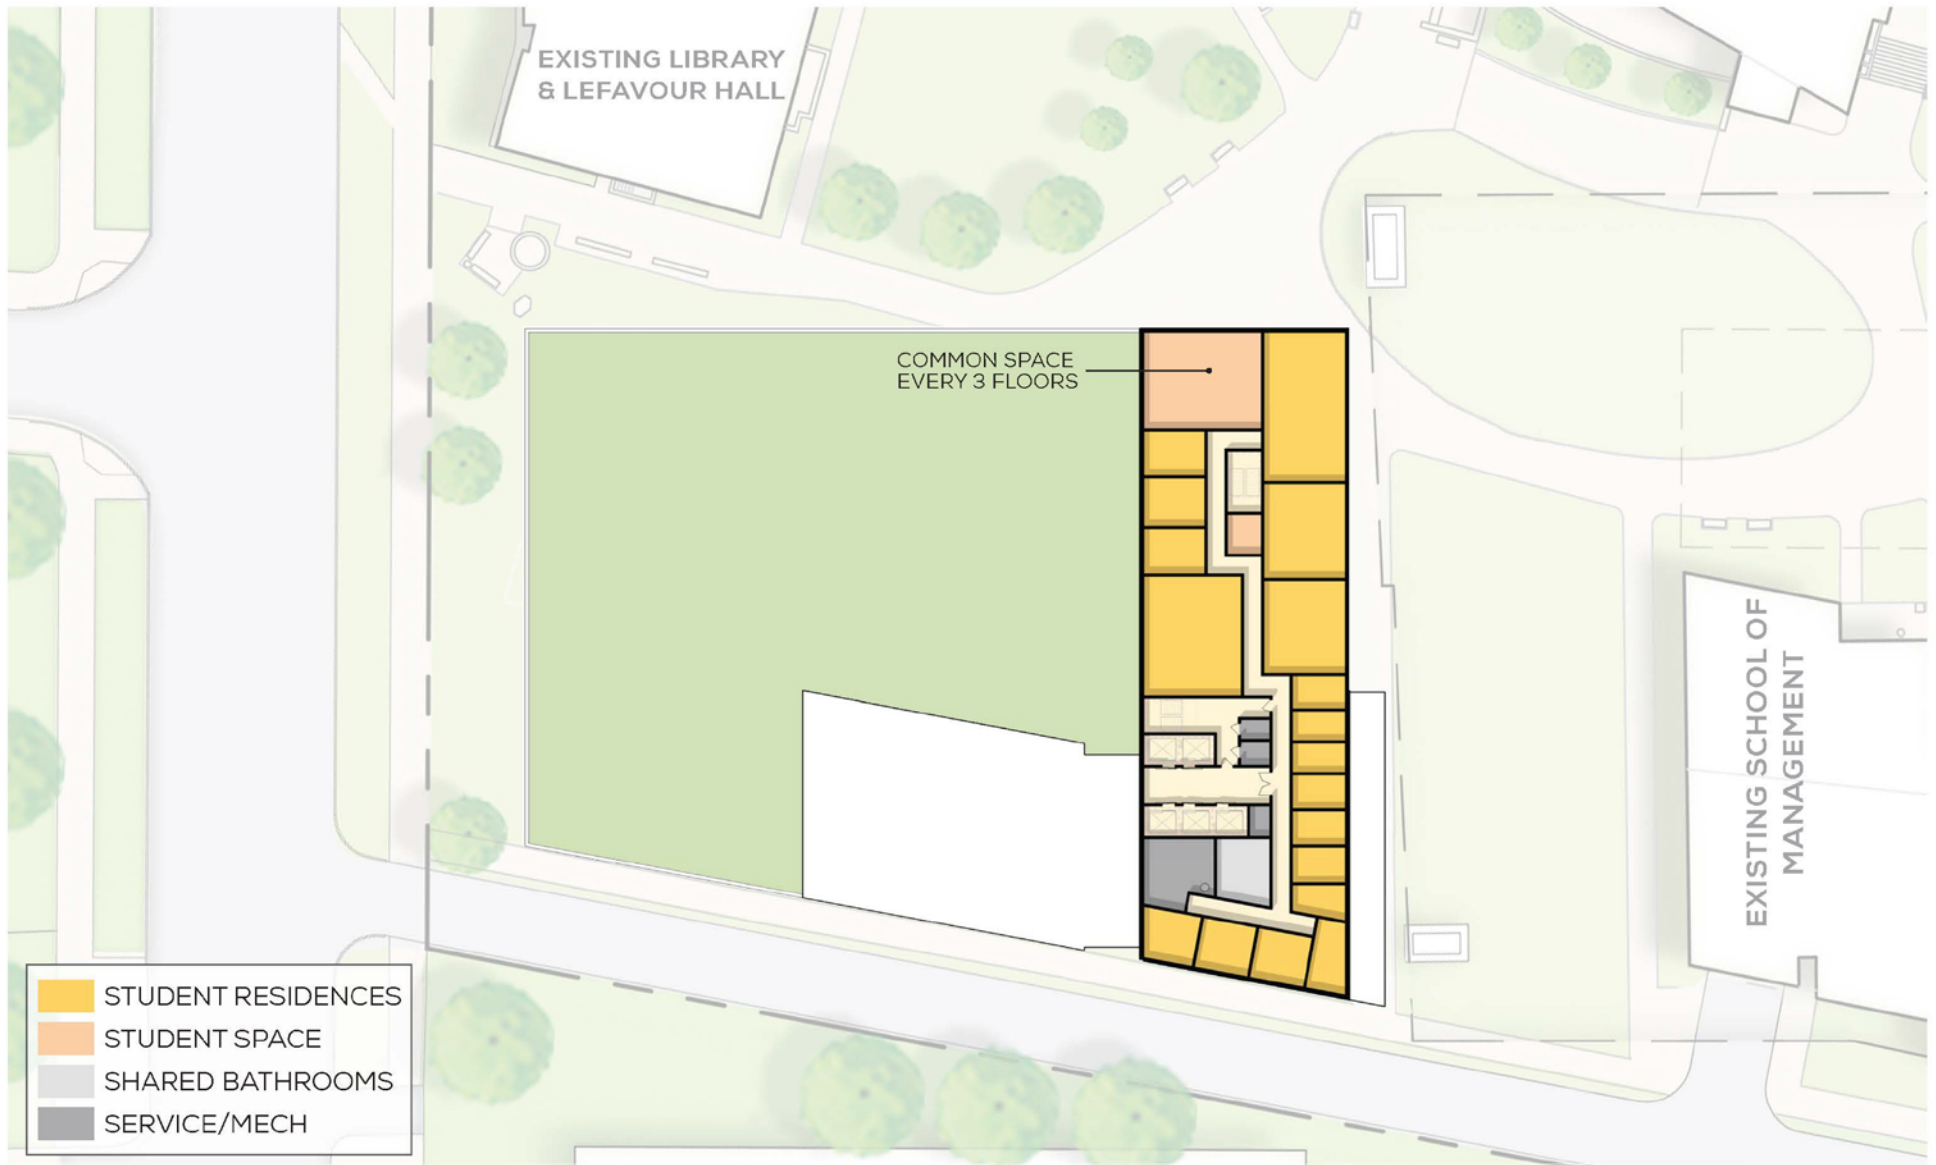 EXISTING LIBRARY
& LEFAVOUR HALL
COMMON SPACE
EVERY 3 FLOORS
EXISTING SCHOOL OF
MANAGEMENT
STUDENT RESIDENCES
STUDENT SPACE
SHARED BATHROOMS
SERVICE/MECH